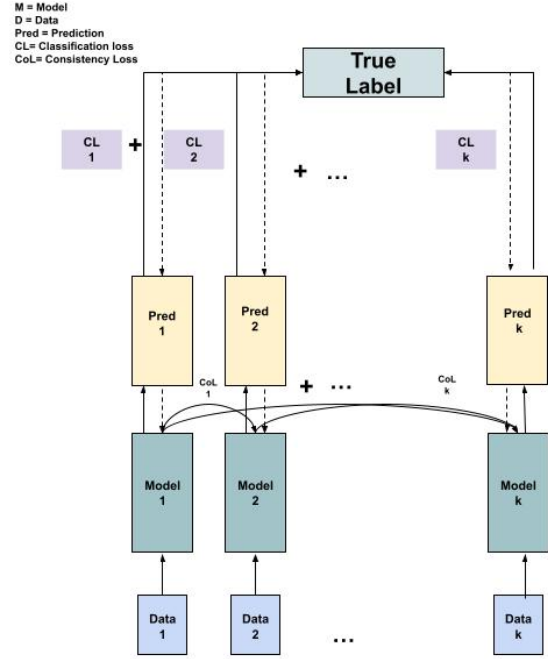 M = Model
D = Data
Pred = Prediction
CL= Classification loss
CoL= Consistency Loss
True
Label
CL
1
+
CL
2
+ ...
CL
k
Pred
1
Pred
2
Pred
k
CoL
1
+ ...
CoL
k
Model
1
Model
2
Model
k
Data
1
Data
2
...
Data
k